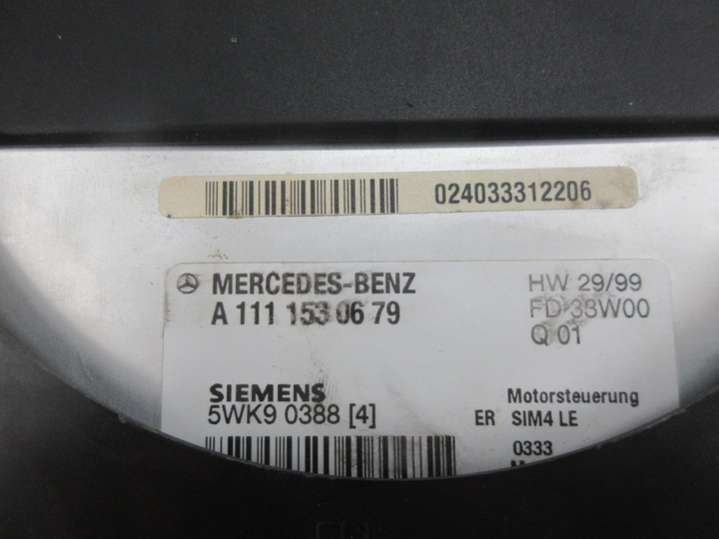 024033312206
MERCEDES-BENZ HW 29/99
A 111 153 06 79 FD 38W00
Q 01
SIEMENS Motorsteuerung
5WK9 0388 [4] ER SIM4 LE
0333